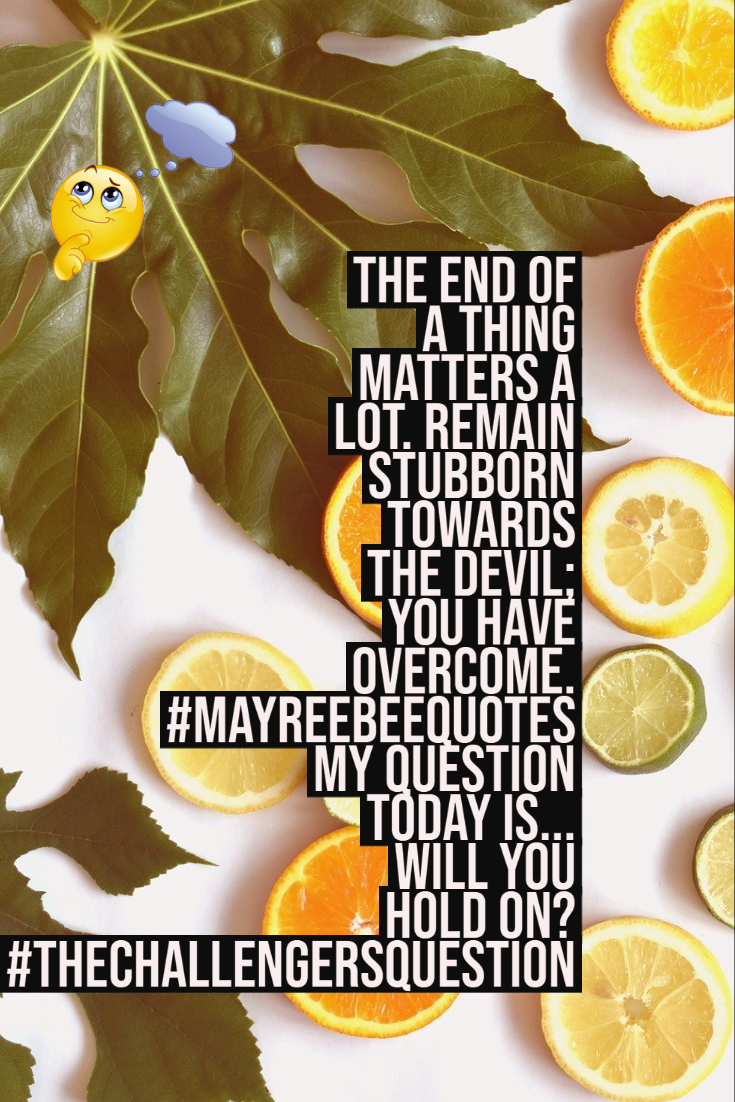 THE END OF
A THING
MATTERS A
LOT. REMAIN
STUBBORN
TOWARDS
THE DEVIL;
YOU HAVE
OVERCOME.
#MAYREEBEEQUOTES
MY QUESTION
TODAY IS...
WILL YOU
HOLD ON?
#THECHALLENGERSQUESTION